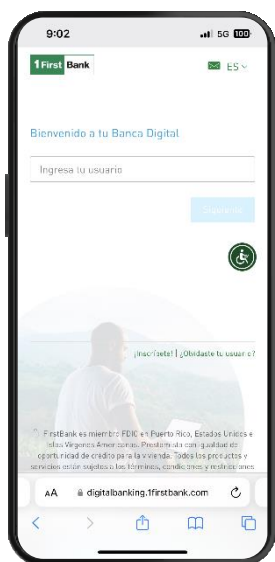 9:02
5G 100
1First Bank
ES
Bienvenido a tu Banca Digital
Ingresa tu usuario
Siguiente
¡Inscríbete! | ¿Olvidaste tu usuario?
FirstBank es miembro FDIC en Puerto Rico, Estados Unidos e
Islas Vírgenes Americanas. Prestamista con igualdad de
oportunidad de crédito para la vivienda. Todos los productos y
servicios están sujetos a los términos, condiciones y restricciones
AA digitalbanking.1firstbank.com